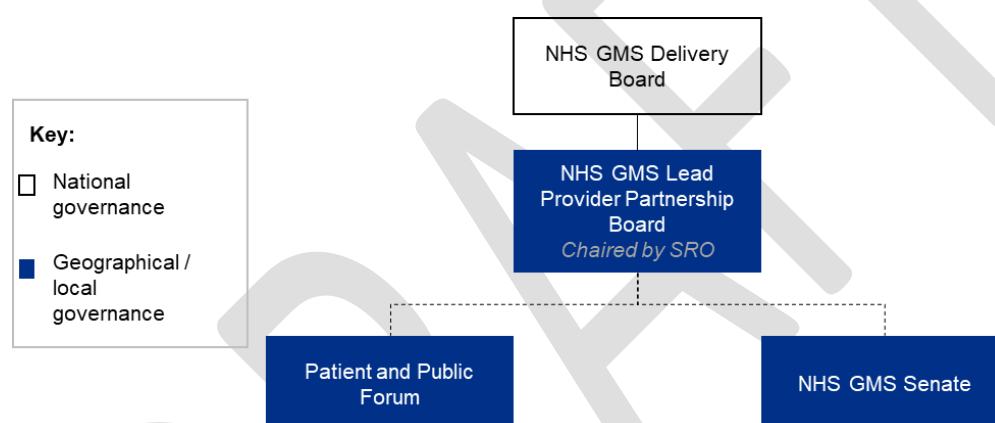 NHS GMS Delivery
Board
Key:
National
governance
Geographical /
local
governance
NHS GMS Lead
Provider Partnership
Board
Chaired by SRO
Patient and Public
Forum
NHS GMS Senate